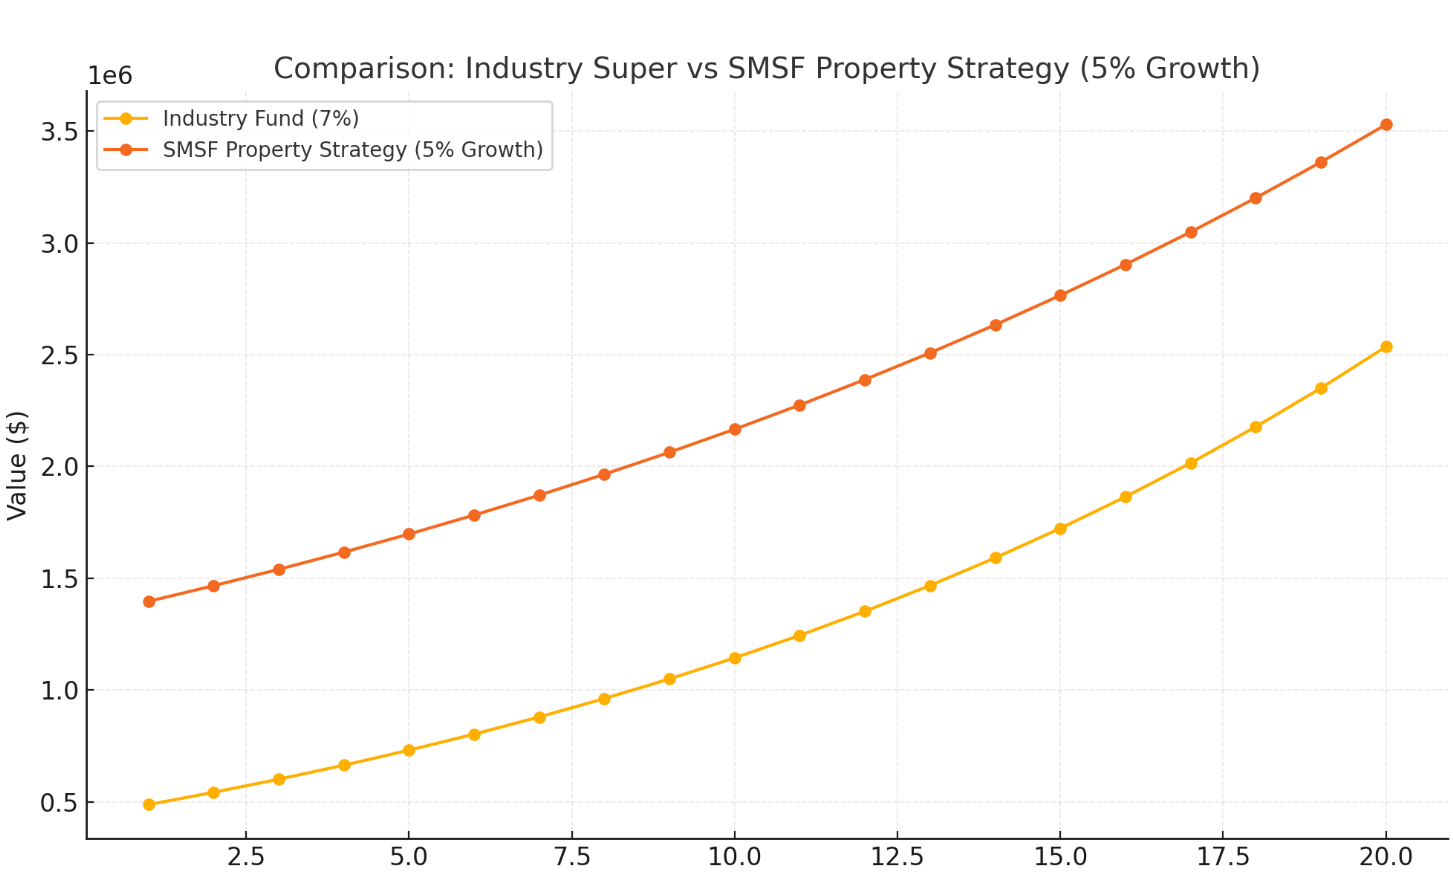 Comparison: Industry Super vs SMSF Property Strategy (5% Growth)
1e6
Industry Fund (7%)
SMSF Property Strategy (5% Growth)
3.5
3.0
2.5
2.0
1.5
1.0
0.5
Value ($)
2.5 5.0 7.5 10.0 12.5 15.0 17.5 20.0